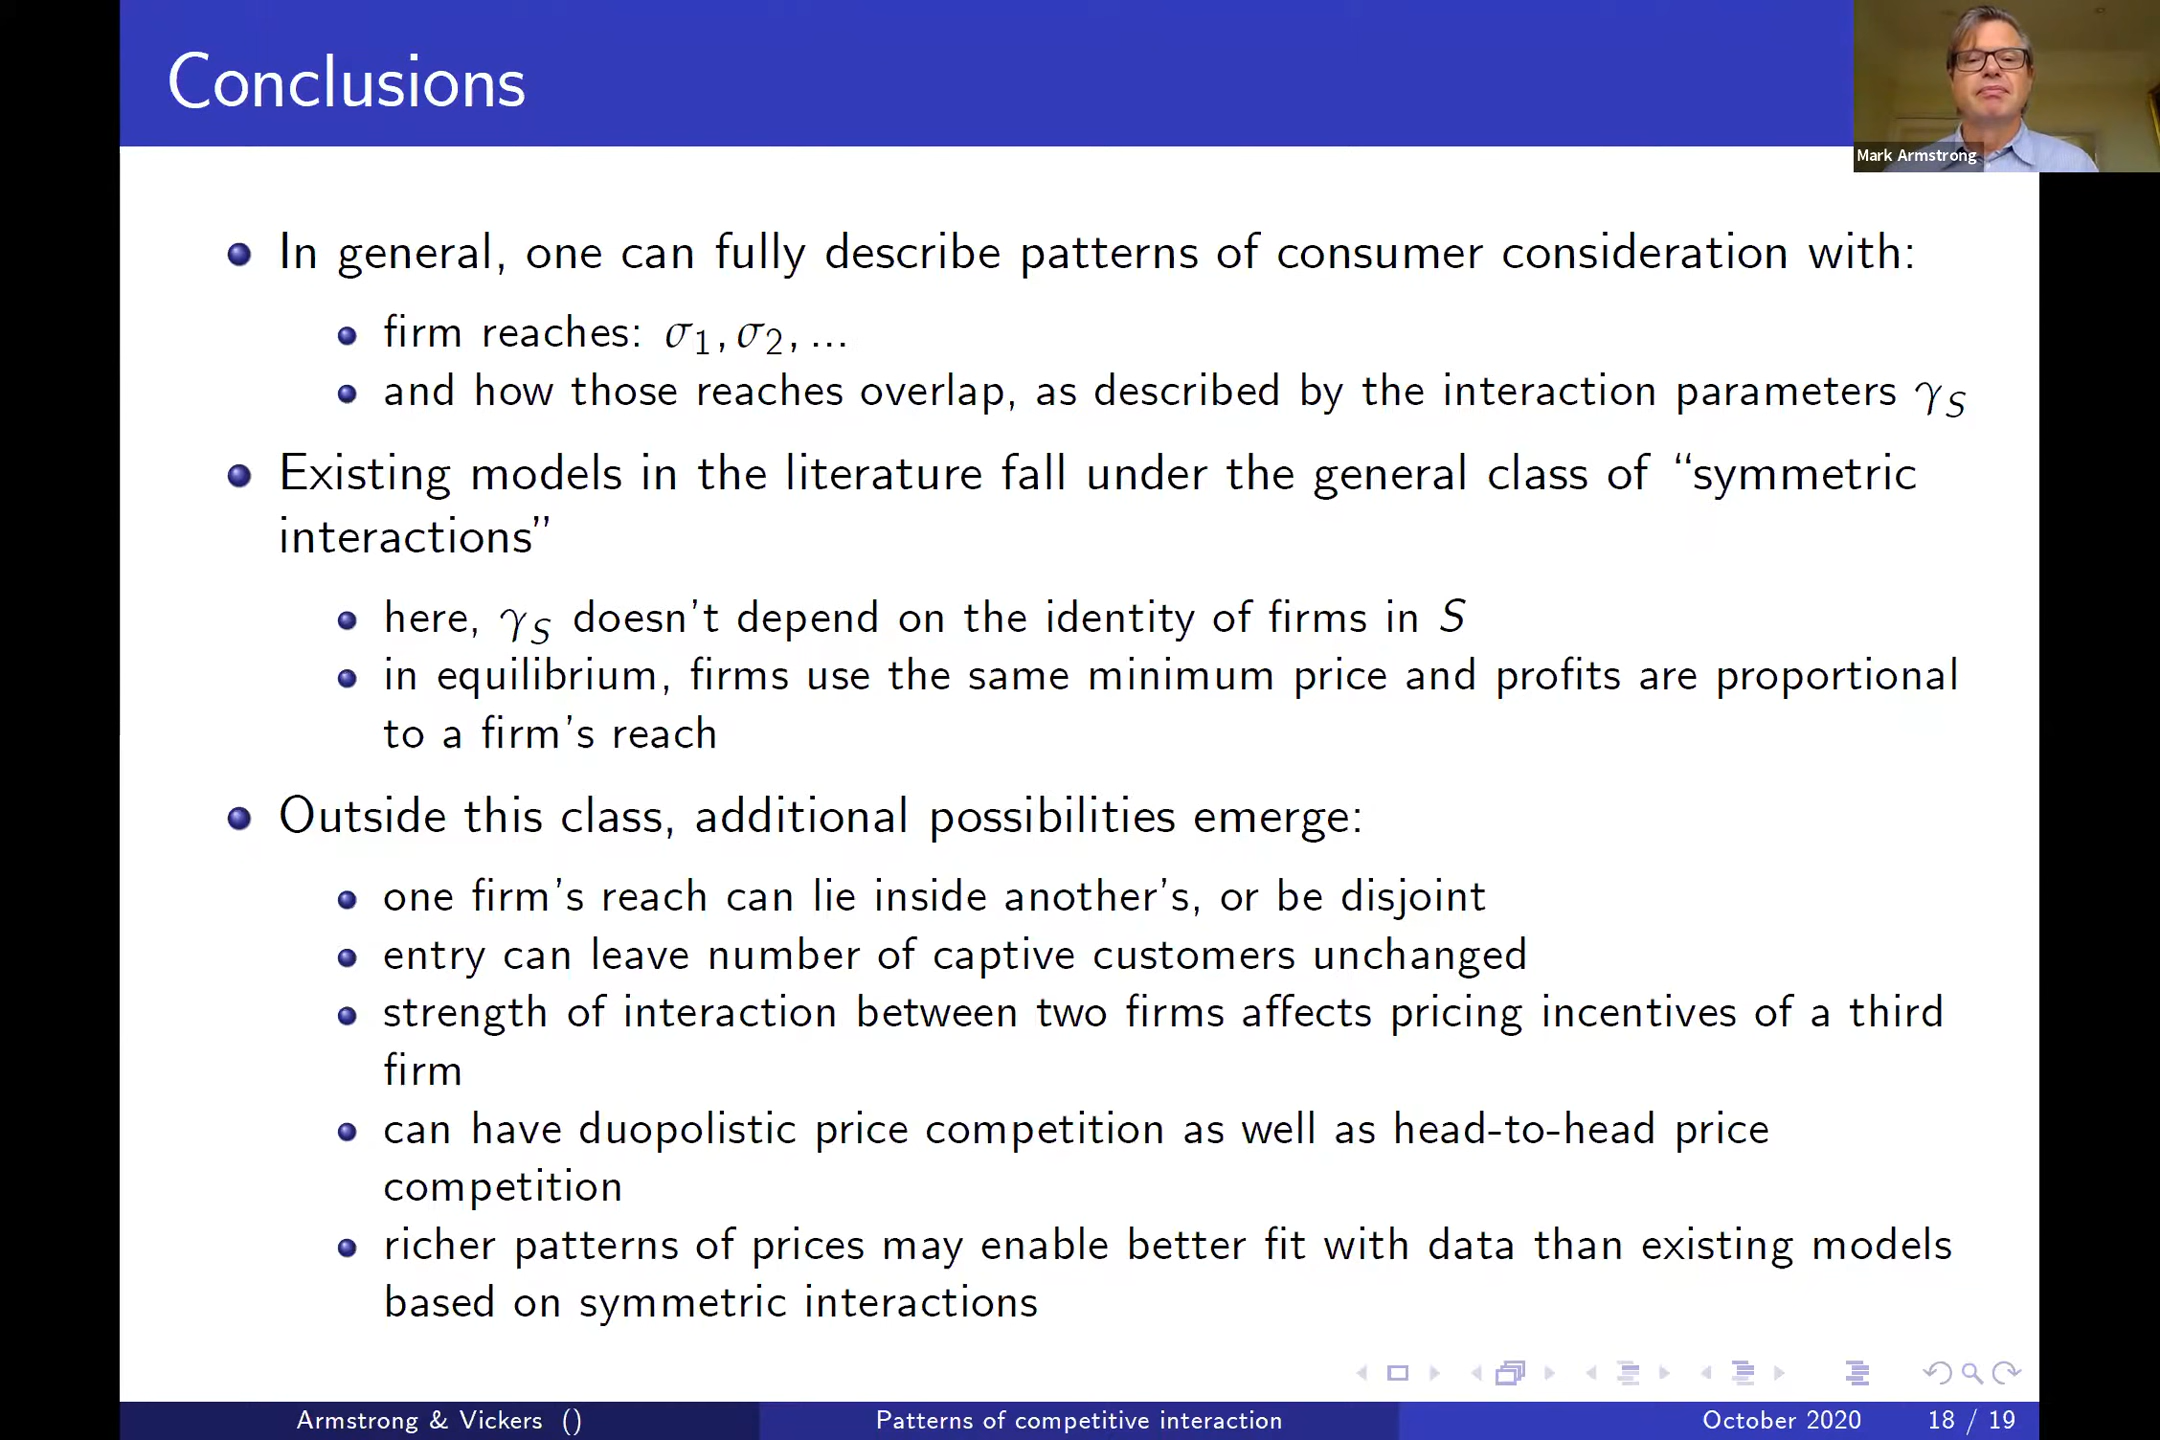 Conclusions
Mark Armstrong
In general, one can fully describe patterns of consumer consideration with:
firm reaches: σ₁, σ₂, ...
and how those reaches overlap, as described by the interaction parameters γ_S
Existing models in the literature fall under the general class of “symmetric
interactions”
here, γ_S doesn’t depend on the identity of firms in S
in equilibrium, firms use the same minimum price and profits are proportional
to a firm’s reach
Outside this class, additional possibilities emerge:
one firm’s reach can lie inside another’s, or be disjoint
entry can leave number of captive customers unchanged
strength of interaction between two firms affects pricing incentives of a third
firm
can have duopolistic price competition as well as head-to-head price
competition
richer patterns of prices may enable better fit with data than existing models
based on symmetric interactions
Armstrong & Vickers () Patterns of competitive interaction October 2020 18 / 19